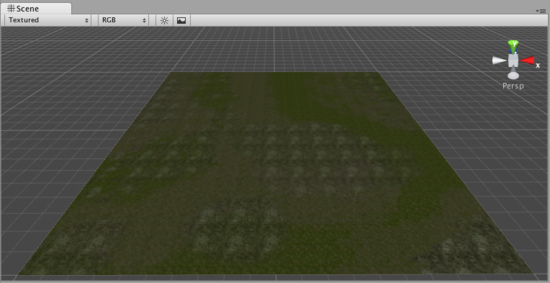 Scene
Textured
RGB
x
Persp